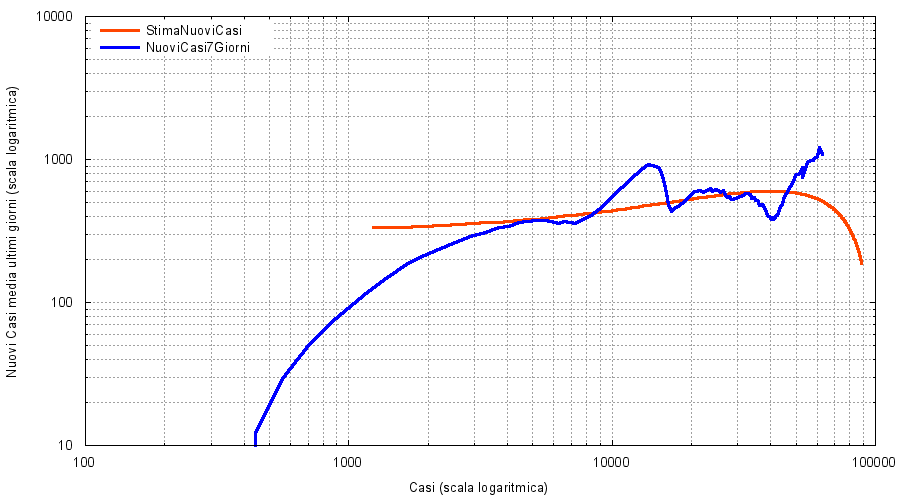 10000
StimaNuoviCasi
NuoviCasi7Giorni
1000
100
10
Nuovi Casi media ultimi giorni (scala logaritmica)
100 1000 10000 100000
Casi (scala logaritmica)